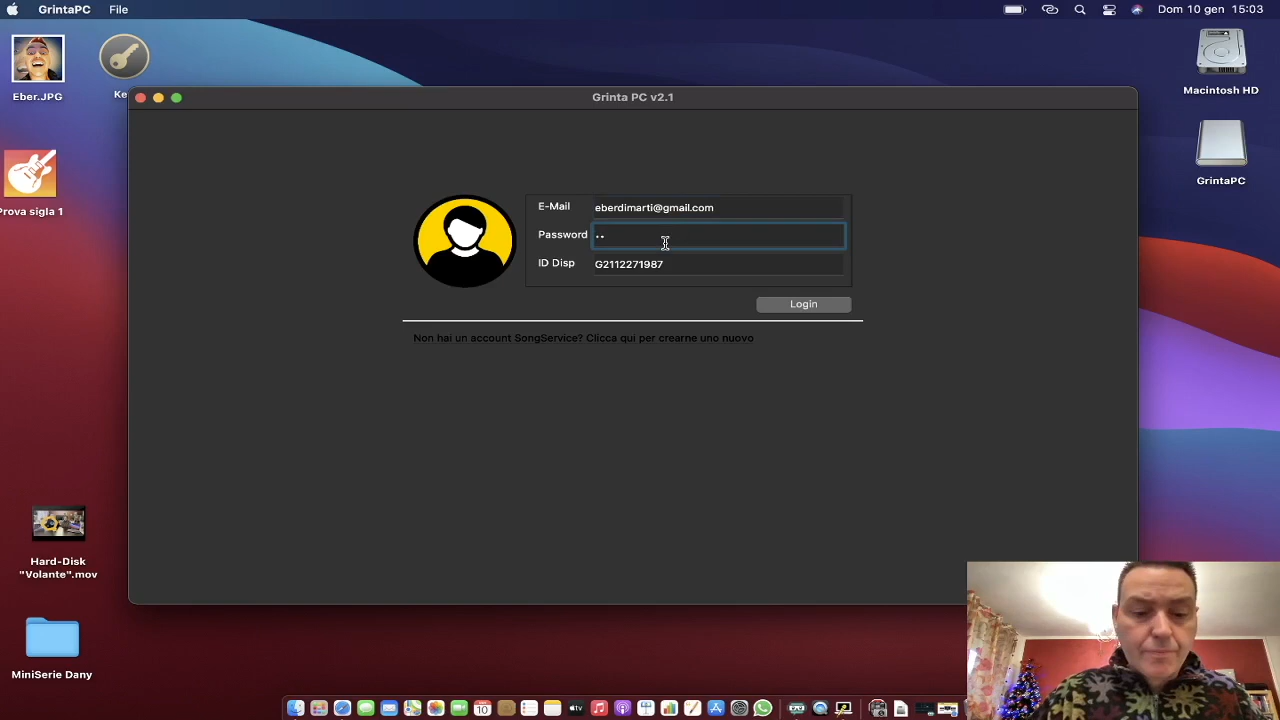 GrintaPC File
Dom 10 gen 15:03
Eber.JPG
Ke
Macintosh HD
Grinta PC v2.1
Prova sigla 1
GrintaPC
E-Mail eberdimarti@gmail.com
Password ••
ID Disp G2112271987
Login
Non hai un account SongService? Clicca qui per crearne uno nuovo
Hard-Disk
"Volante".mov
MiniSerie Dany
10
tv